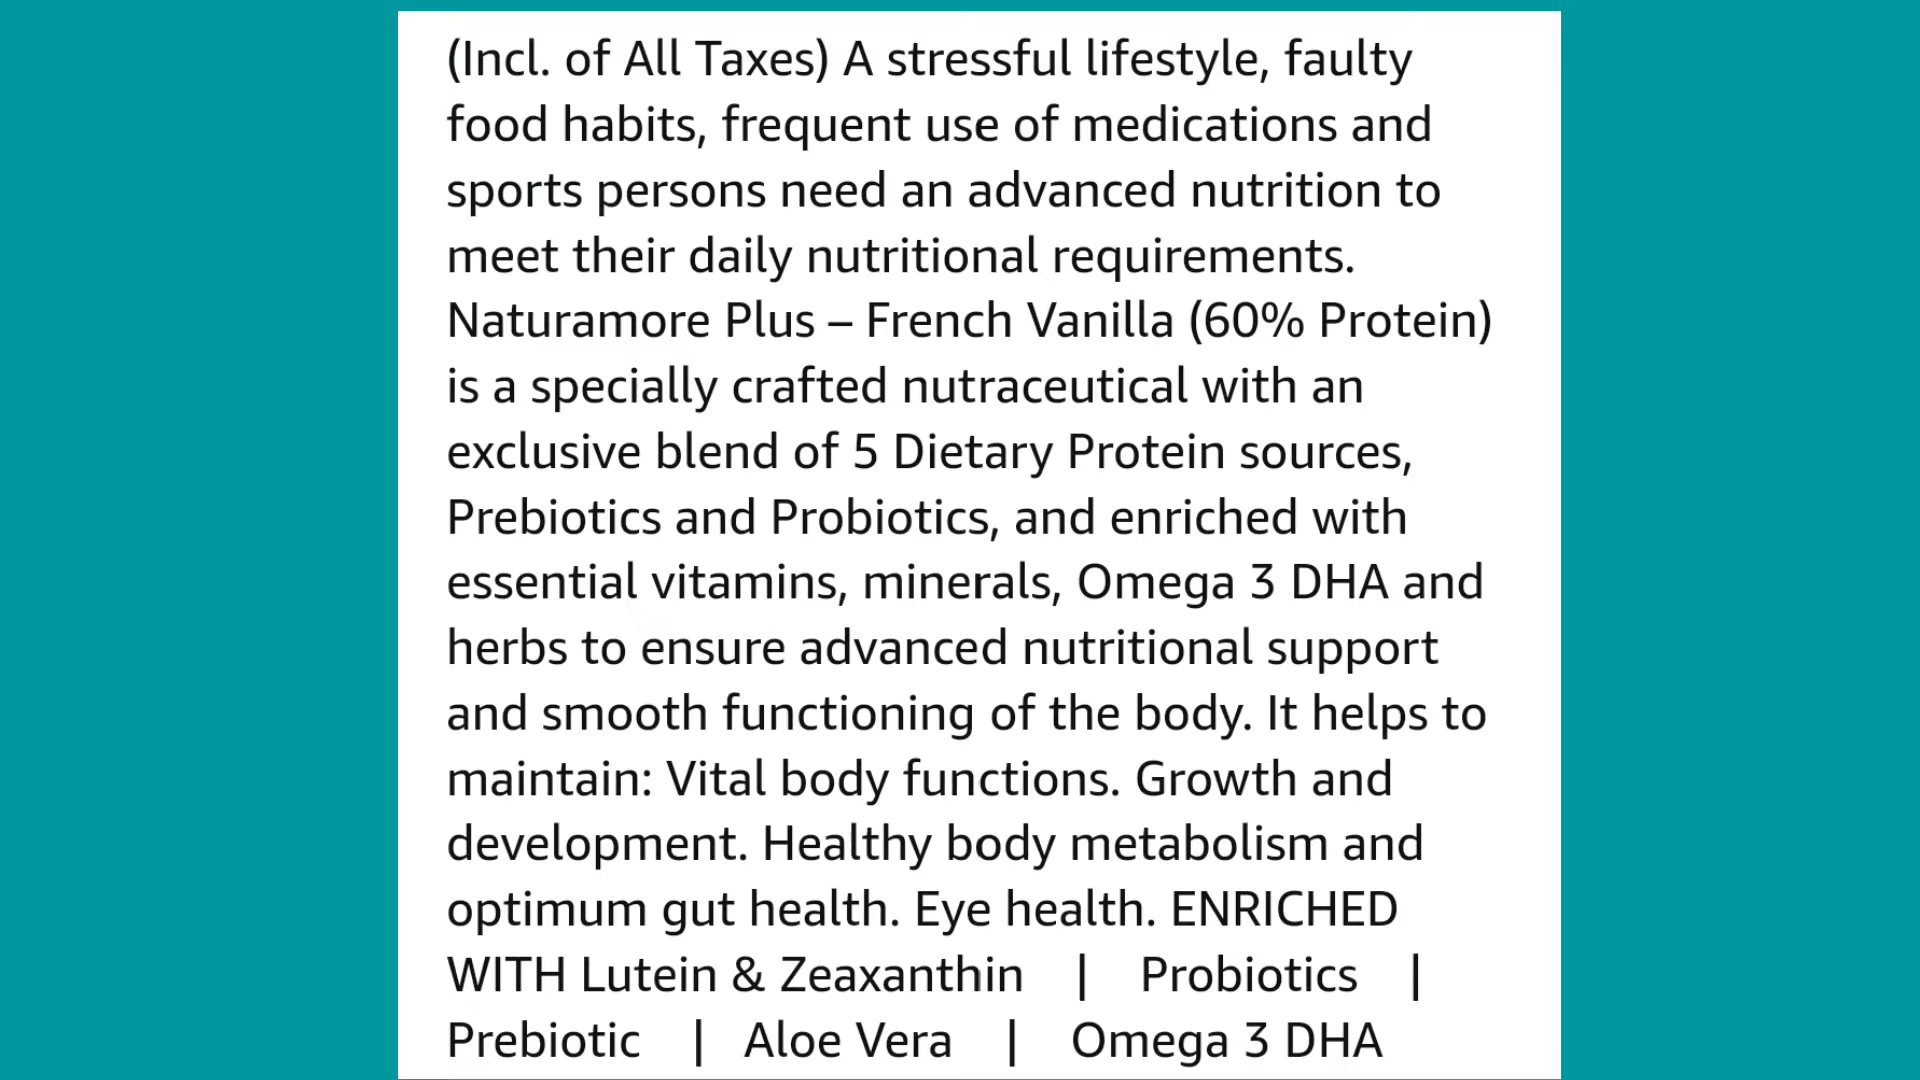 (Incl. of All Taxes) A stressful lifestyle, faulty
food habits, frequent use of medications and
sports persons need an advanced nutrition to
meet their daily nutritional requirements.
Naturamore Plus – French Vanilla (60% Protein)
is a specially crafted nutraceutical with an
exclusive blend of 5 Dietary Protein sources,
Prebiotics and Probiotics, and enriched with
essential vitamins, minerals, Omega 3 DHA and
herbs to ensure advanced nutritional support
and smooth functioning of the body. It helps to
maintain: Vital body functions. Growth and
development. Healthy body metabolism and
optimum gut health. Eye health. ENRICHED
WITH Lutein & Zeaxanthin | Probiotics |
Prebiotic | Aloe Vera | Omega 3 DHA